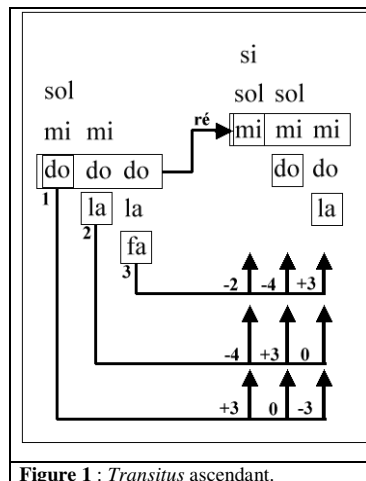 si
sol sol sol
mi mi ré mi mi mi
do do do do do
1 la la la
2 fa
3
-2 -4 +3
-4 +3 0
+3 0 -3
Figure 1 : Transitus ascendant.